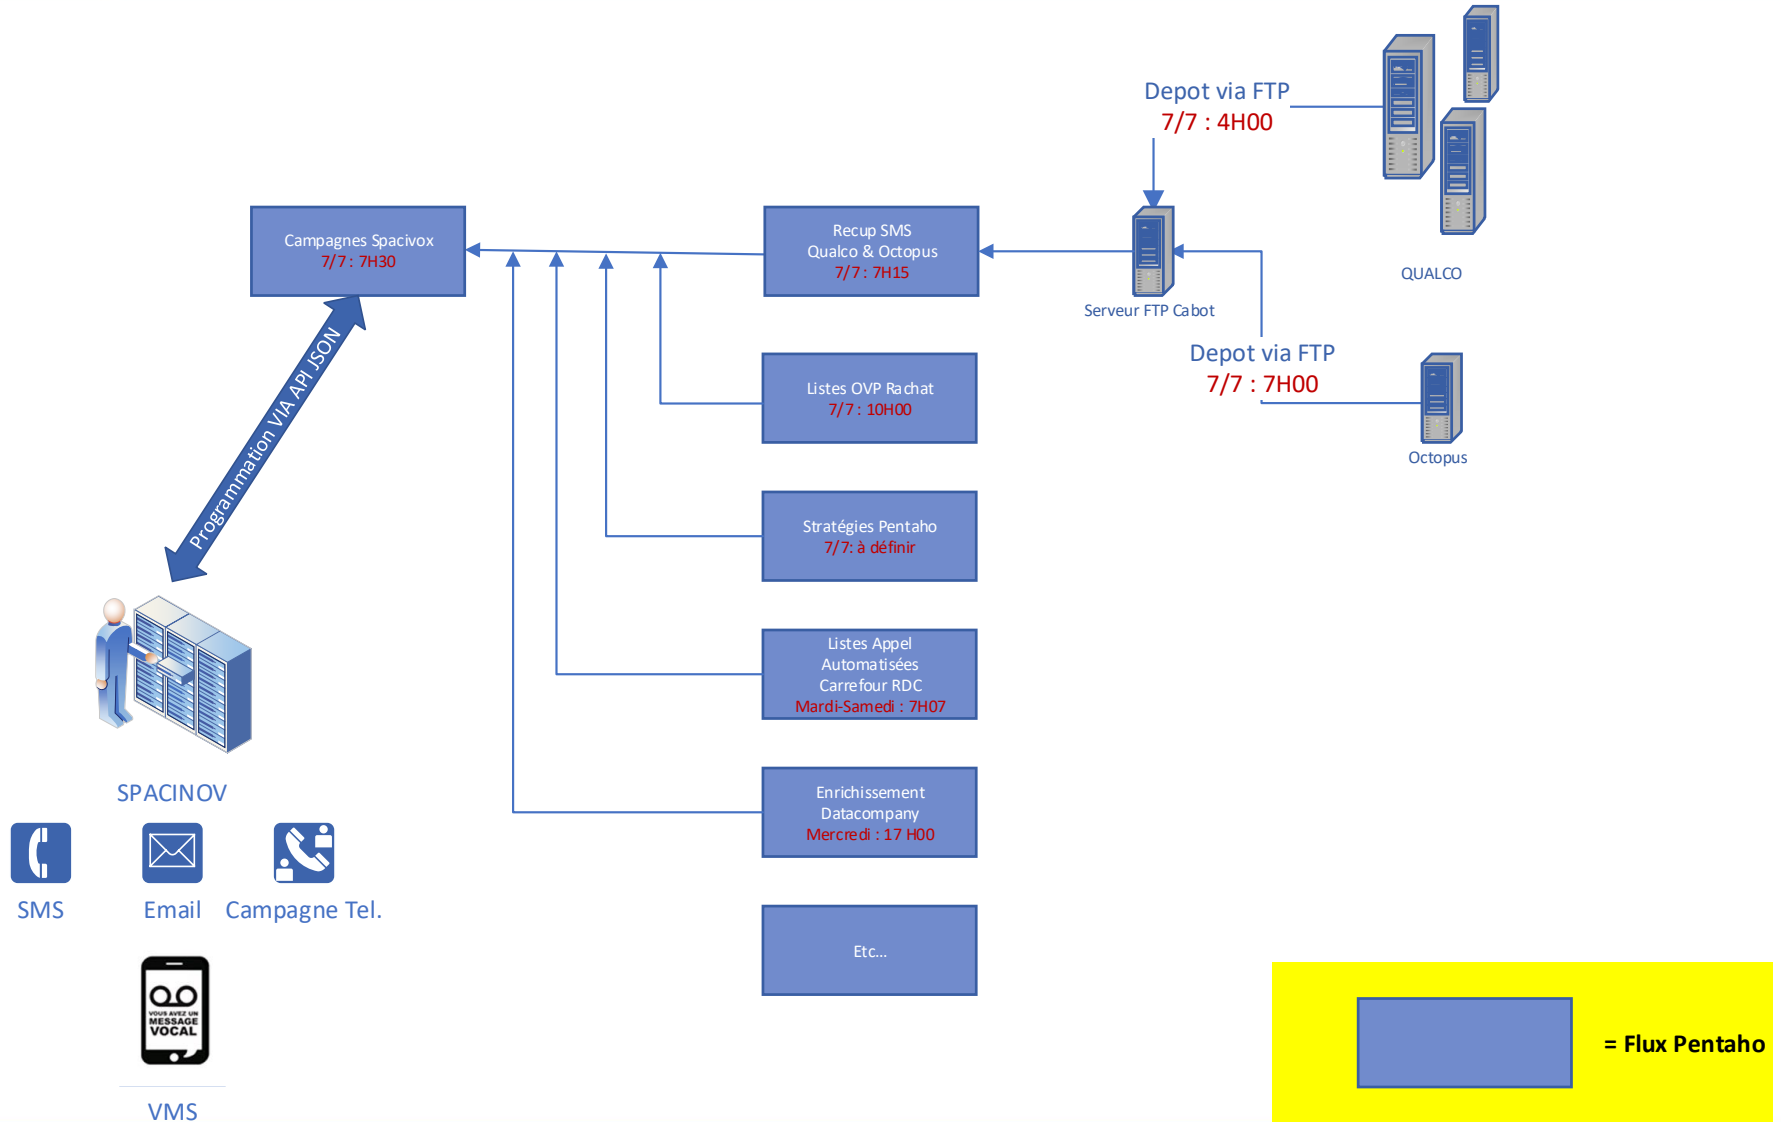 Depot via FTP
7/7 : 4H00
QUALCO
Campagnes Spacivox
7/7 : 7H30
Recup SMS
Qualco & Octopus
7/7 : 7H15
Serveur FTP Cabot
Depot via FTP
7/7 : 7H00
Octopus
Programmation VIA API JSON
Listes OVP Rachat
7/7 : 10H00
Stratégies Pentaho
7/7: à définir
Listes Appel
Automatisées
Carrefour RDC
Mardi-Samedi : 7H07
Enrichissement
Datacompany
Mercredi : 17 H00
Etc...
SPACINOV
SMS
Email
Campagne Tel.
VOUS AVEZ UN
MESSAGE
VOCAL
VMS
= Flux Pentaho